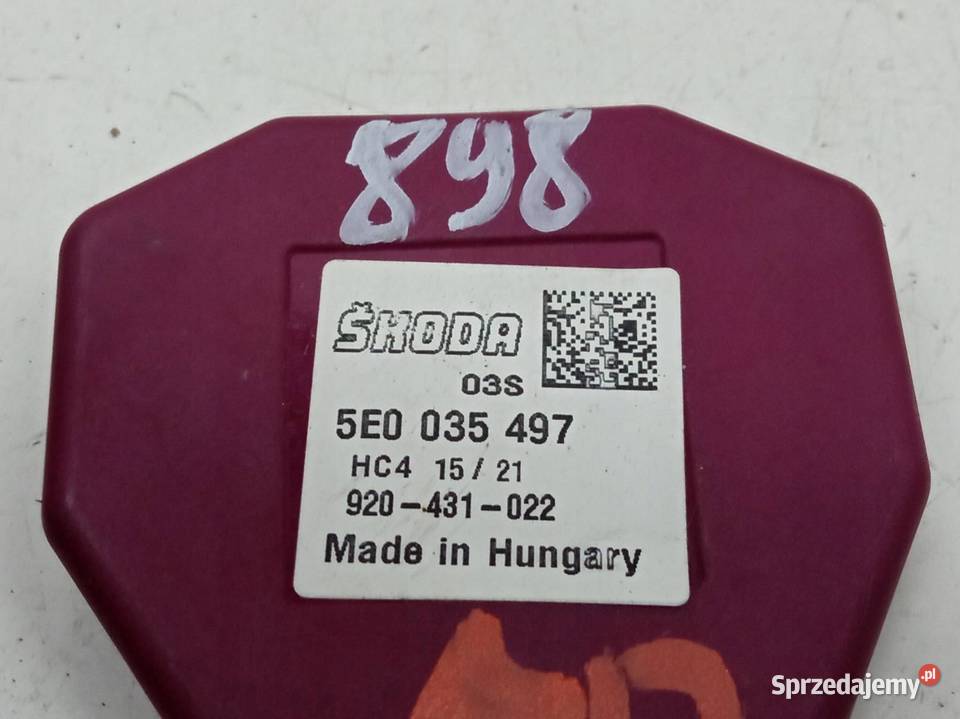 898
ŠKODA
03S
5E0 035 497
HC4 15/21
920-431-022
Made in Hungary
Sprzedajemy.pl